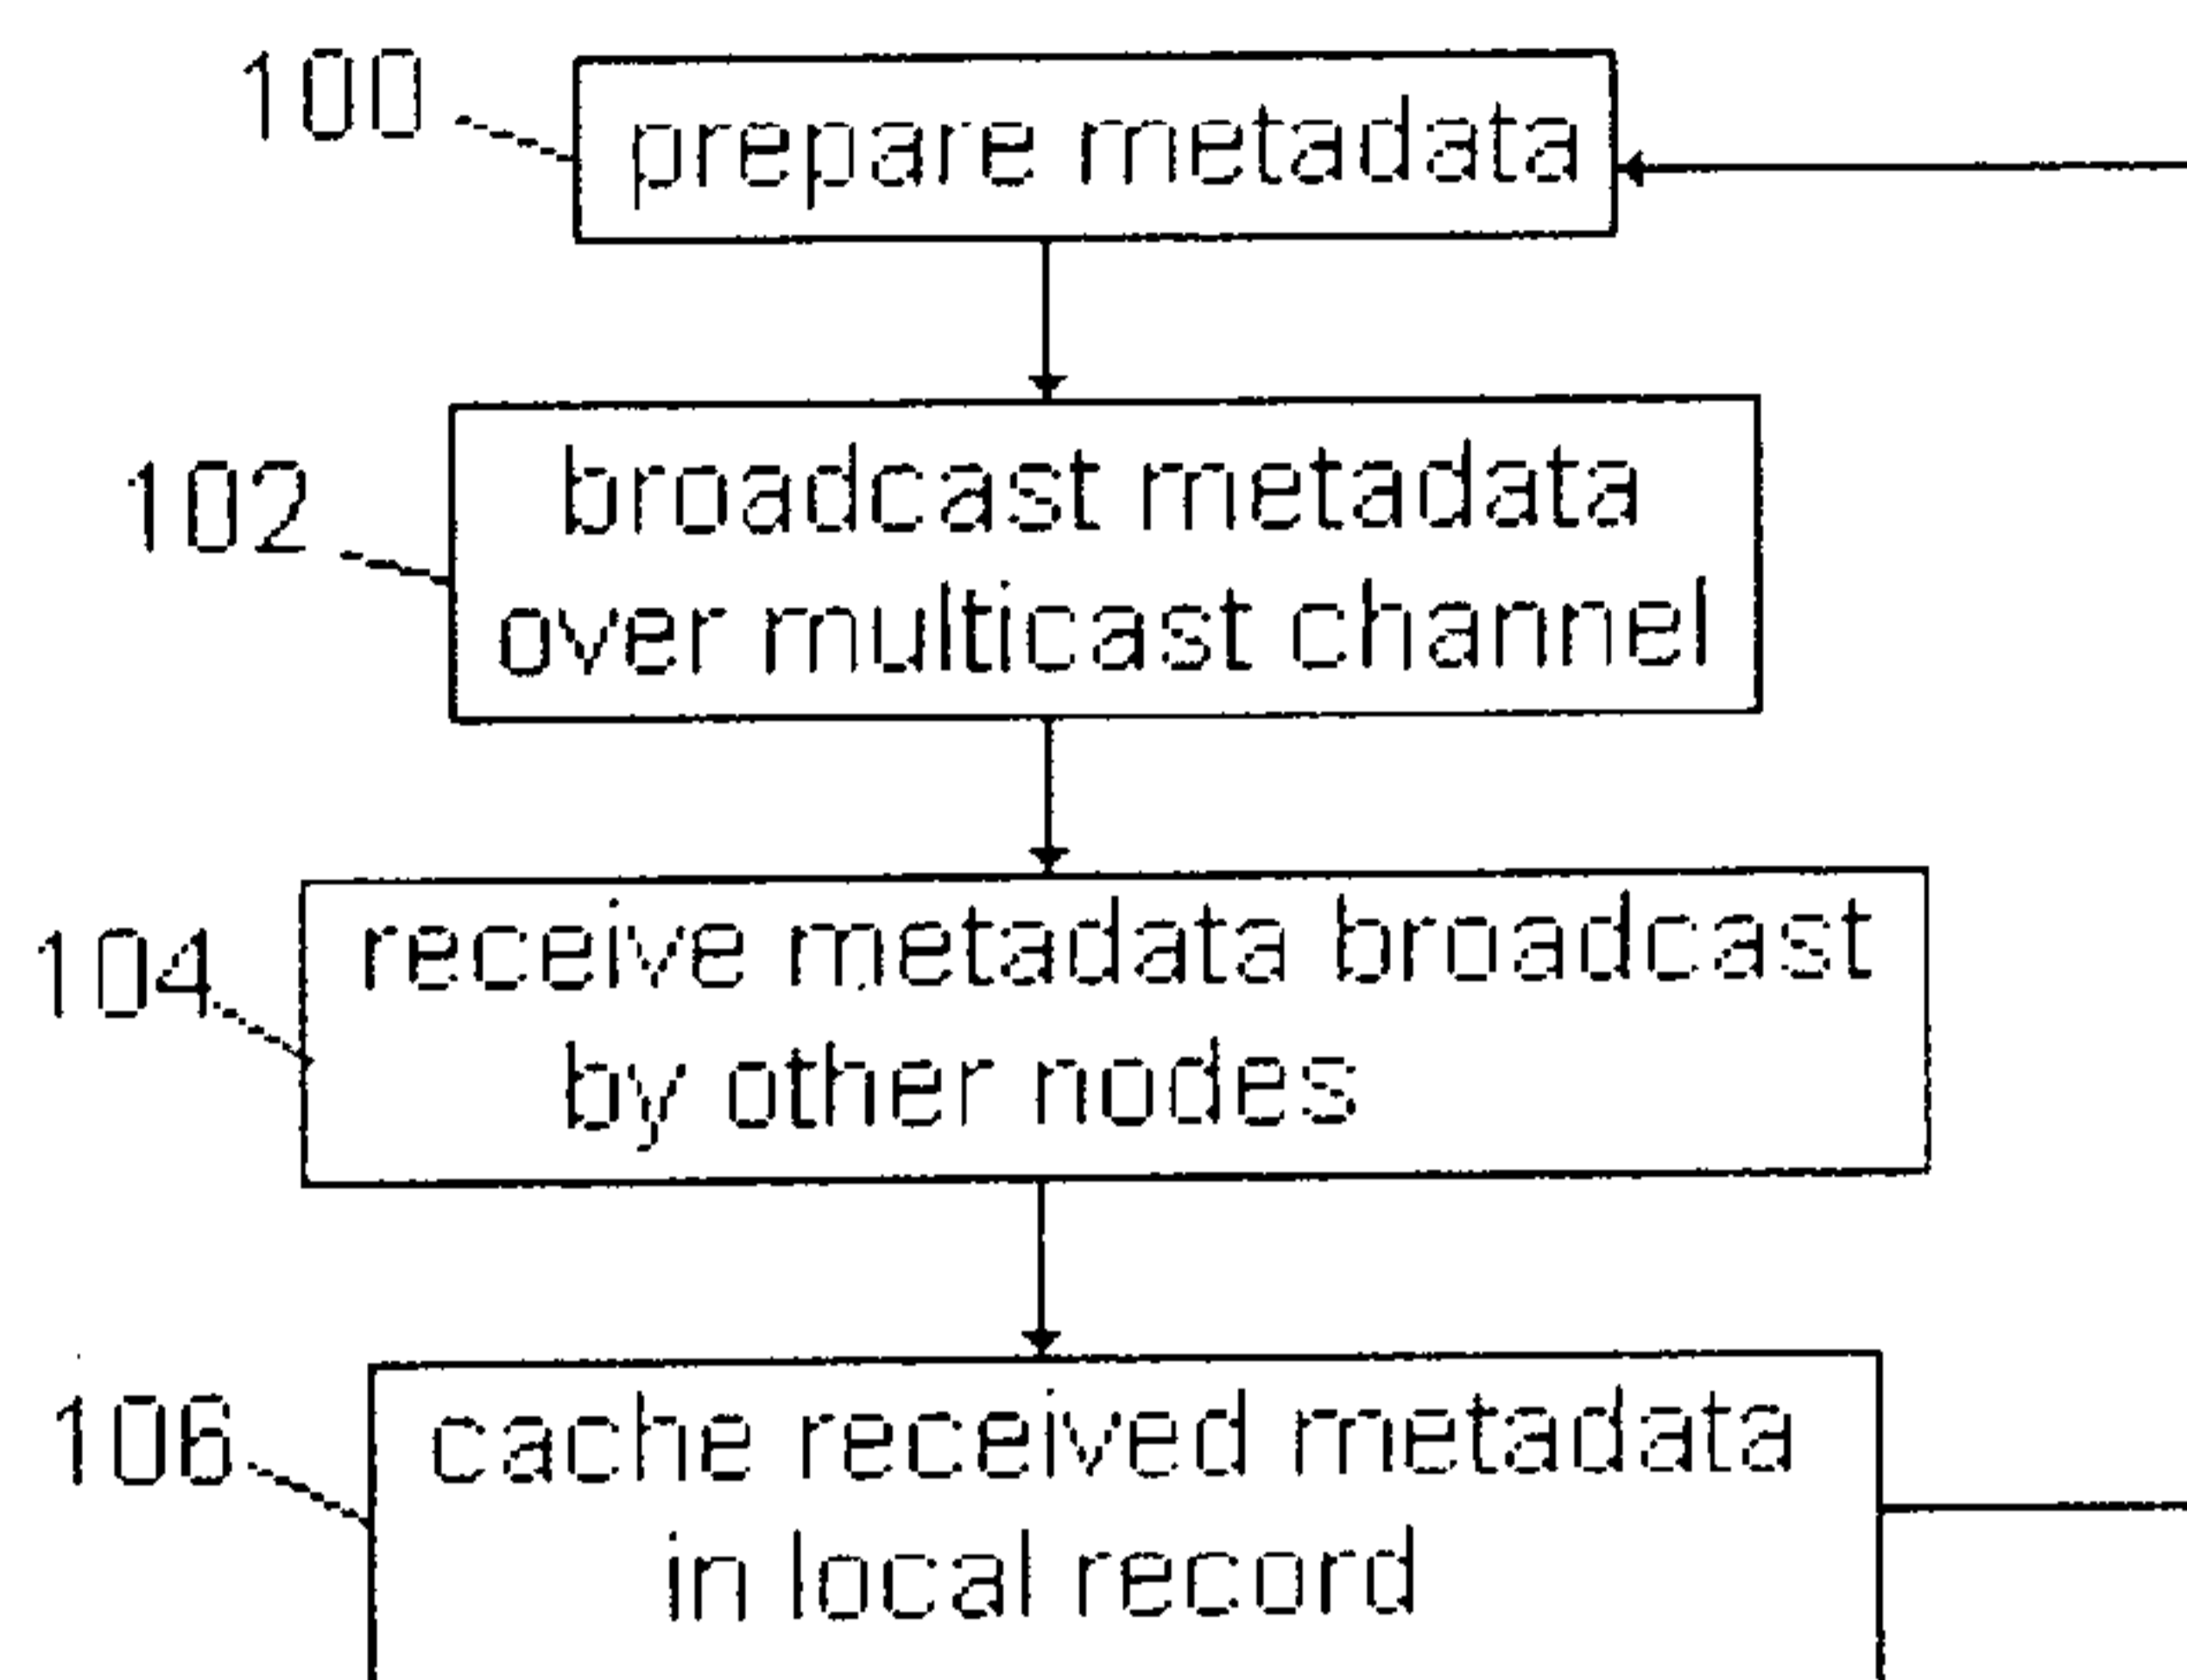 100
prepare metadata
102
broadcast metadata
over multicast channel
104
receive metadata broadcast
by other nodes
106
cache received metadata
in local record